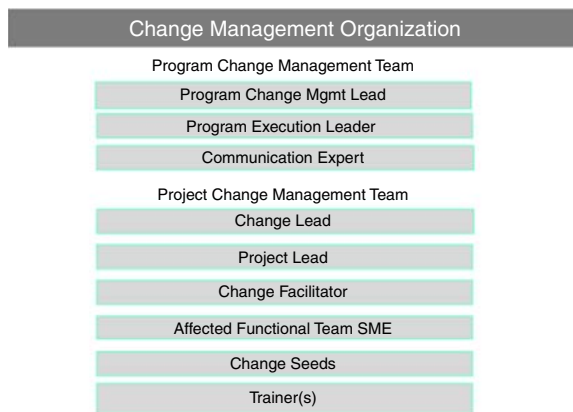 Change Management Organization
Program Change Management Team
Program Change Mgmt Lead
Program Execution Leader
Communication Expert
Project Change Management Team
Change Lead
Project Lead
Change Facilitator
Affected Functional Team SME
Change Seeds
Trainer(s)